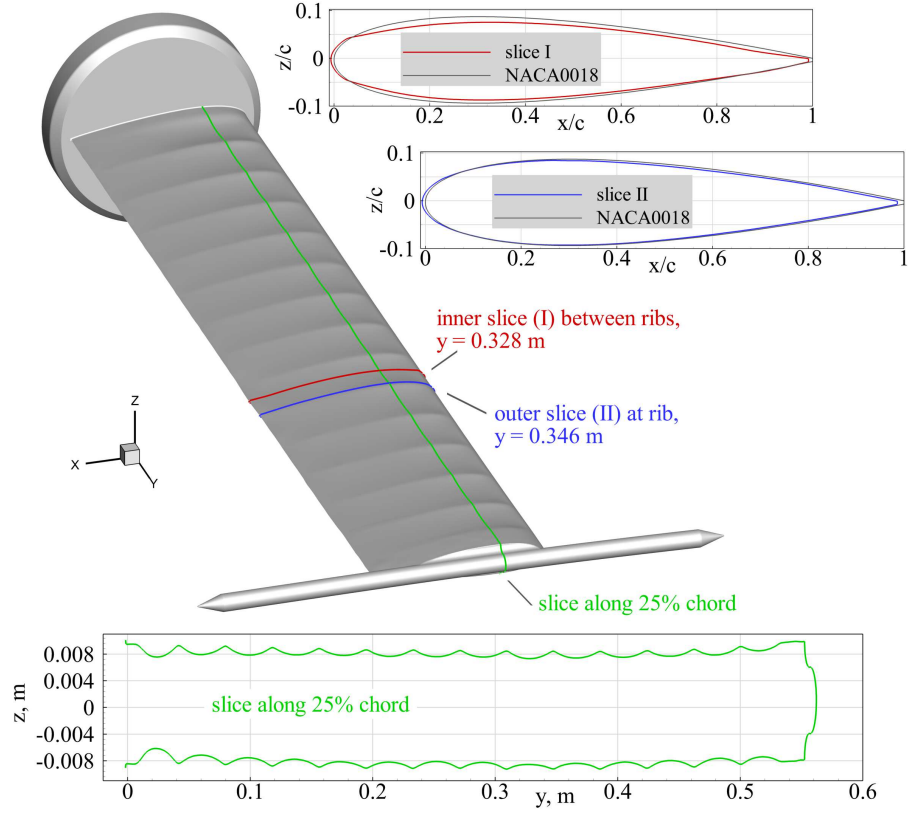 0.1
0
-0.1
z/c
slice I
NACA0018
0
0.2
0.4
0.6
0.8
1
x/c
0.1
0
-0.1
z/c
slice II
NACA0018
0
0.2
0.4
0.6
0.8
1
x/c
inner slice (I) between ribs,
y = 0.328 m
outer slice (II) at rib,
y = 0.346 m
Z
X
Y
slice along 25% chord
0.008
0.004
0
-0.004
-0.008
z, m
slice along 25% chord
0
0.1
0.2
0.3
0.4
0.5
0.6
y, m